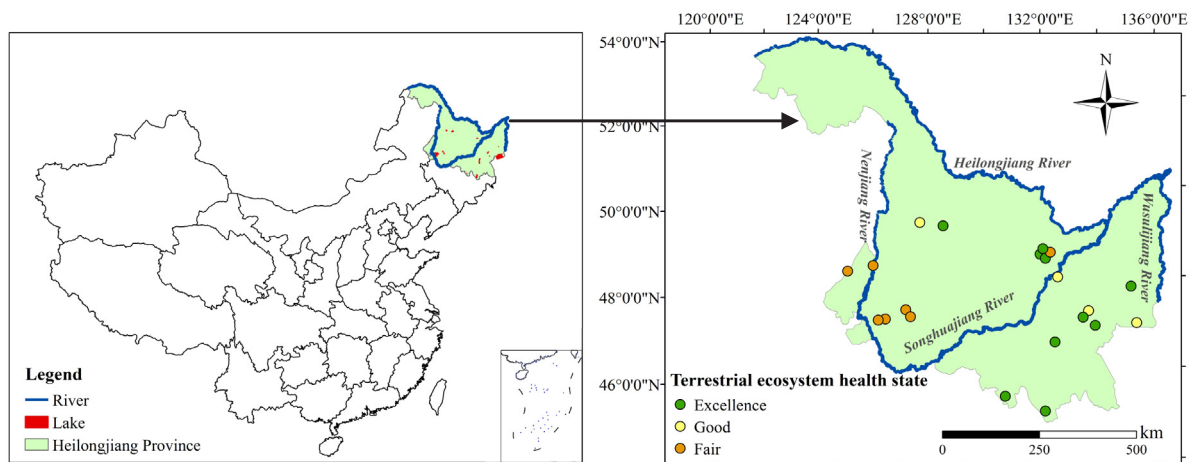 120°0'0"E 124°0'0"E 128°0'0"E 132°0'0"E 136°0'0"E
54°0'0"N
52°0'0"N
50°0'0"N
48°0'0"N
46°0'0"N
N
Nenjiang River
Heilongjiang River
Wusulijiang River
Songhuajiang River
Legend
River
Lake
Heilongjiang Province
Terrestrial ecosystem health state
Excellence
Good
Fair
0 250 500 km